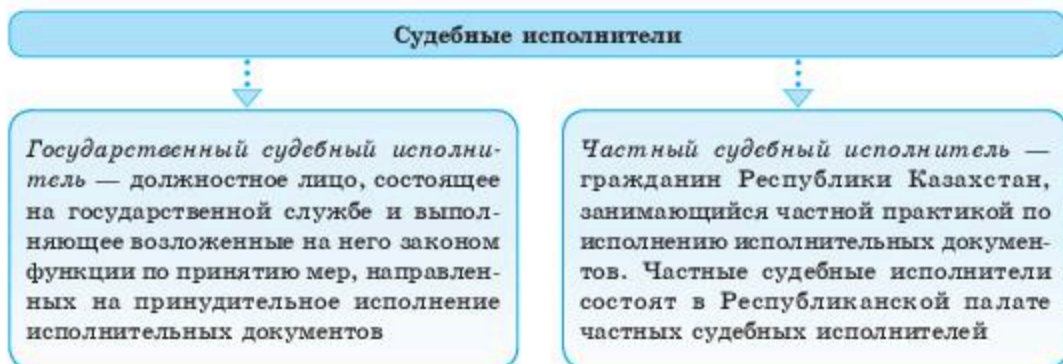 Судебные исполнители
Государственный судебный исполни-
тель — должностное лицо, состоящее
на государственной службе и выпол-
няющее возложенные на него законом
функции по принятию мер, направлен-
ных на принудительное исполнение
исполнительных документов
Частный судебный исполнитель —
гражданин Республики Казахстан,
занимающийся частной практикой по
исполнению исполнительных докумен-
тов. Частные судебные исполнители
состоят в Республиканской палате
частных судебных исполнителей